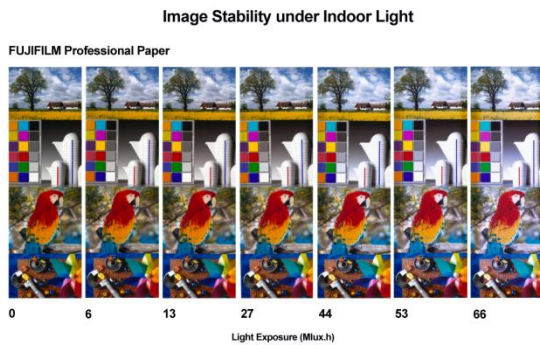 Image Stability under Indoor Light
FUJIFILM Professional Paper
0 6 13 27 44 53 66
Light Exposure (Mlux.h)